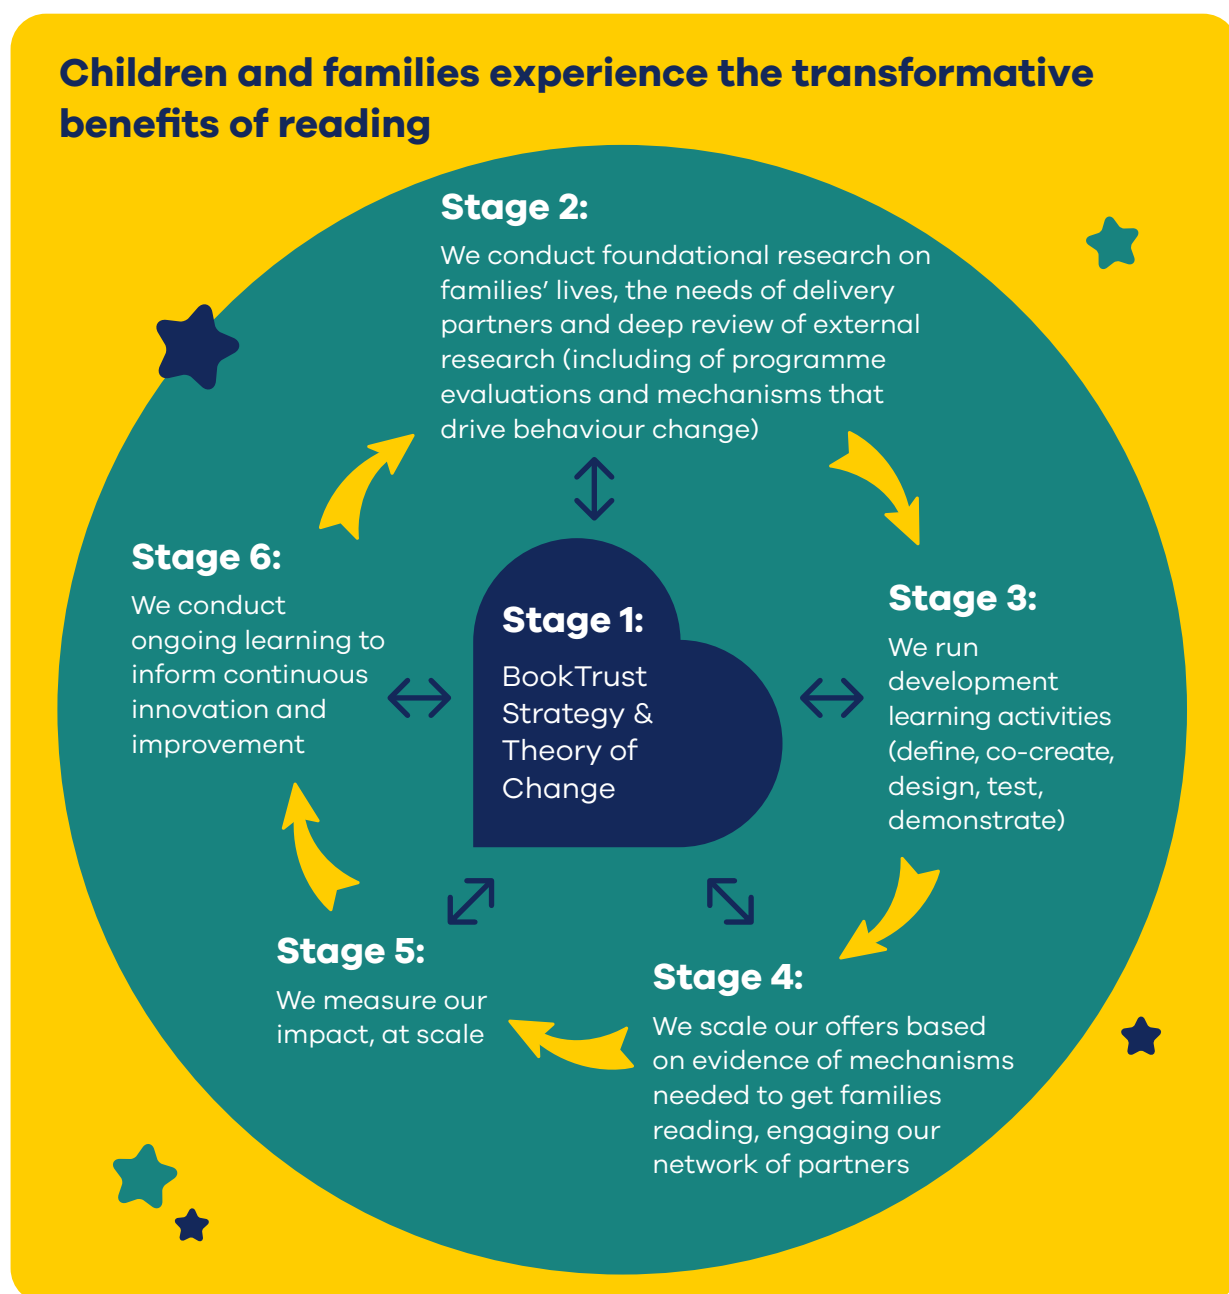 Children and families experience the transformative
benefits of reading
Stage 2:
We conduct foundational research on
families’ lives, the needs of delivery
partners and deep review of external
research (including of programme
evaluations and mechanisms that
drive behaviour change)
Stage 6:
We conduct
ongoing learning to
inform continuous
innovation and
improvement
Stage 1:
BookTrust
Strategy &
Theory of
Change
Stage 3:
We run
development
learning activities
(define, co-create,
design, test,
demonstrate)
Stage 5:
We measure our
impact, at scale
Stage 4:
We scale our offers based
on evidence of mechanisms
needed to get families
reading, engaging our
network of partners